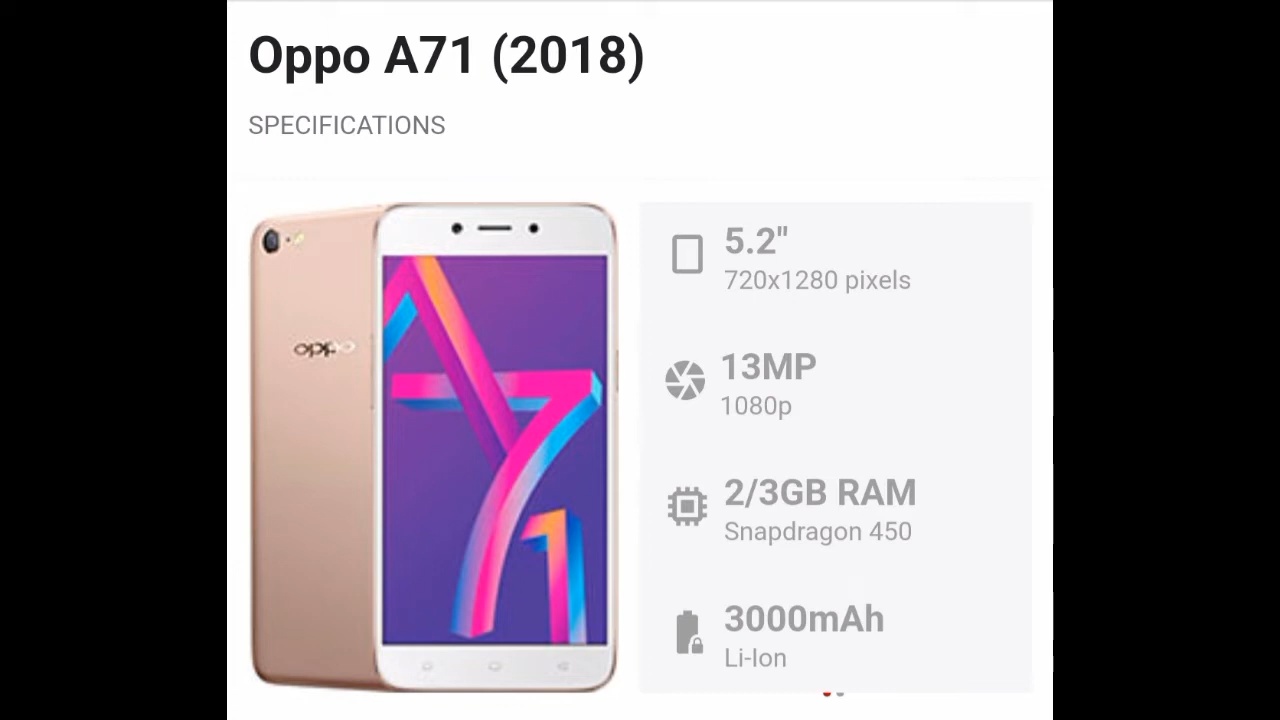 Oppo A71 (2018)
SPECIFICATIONS
oppo
A71
5.2"
720x1280 pixels
13MP
1080p
2/3GB RAM
Snapdragon 450
3000mAh
Li-Ion